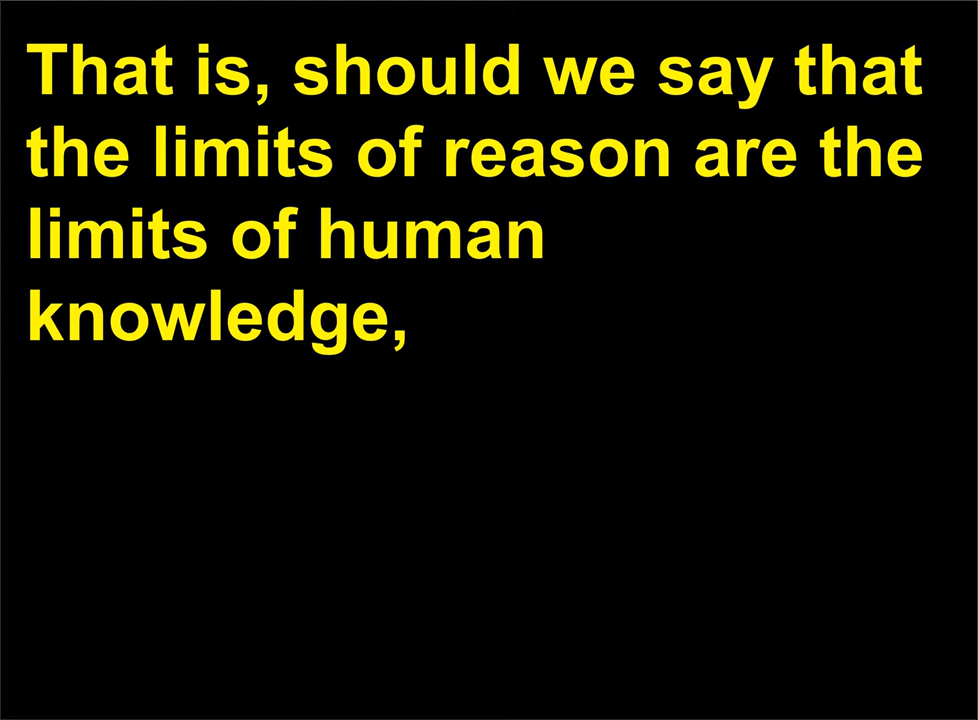 That is, should we say that
the limits of reason are the
limits of human
knowledge,